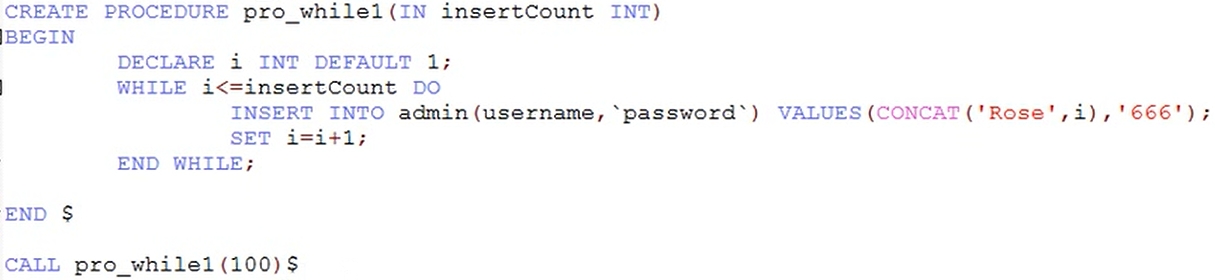 CREATE PROCEDURE pro_while1(IN insertCount INT)
BEGIN
DECLARE i INT DEFAULT 1;
WHILE i<=insertCount DO
INSERT INTO admin(username,`password`) VALUES(CONCAT('Rose',i),'666');
SET i=i+1;
END WHILE;
END $
CALL pro_while1(100)$